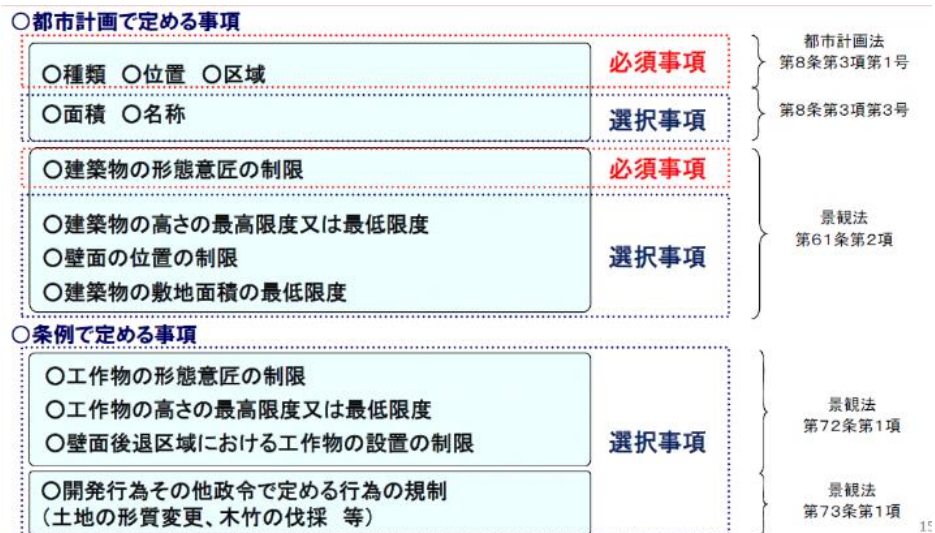 ○都市計画で定める事項
○種類 ○位置 ○区域
必須事項
都市計画法
第8条第3項第1号
○面積 ○名称
選択事項
第8条第3項第3号
○建築物の形態意匠の制限
必須事項
○建築物の高さの最高限度又は最低限度
○壁面の位置の制限
○建築物の敷地面積の最低限度
選択事項
景観法
第61条第2項
○条例で定める事項
○工作物の形態意匠の制限
○工作物の高さの最高限度又は最低限度
○壁面後退区域における工作物の設置の制限
選択事項
景観法
第72条第1項
○開発行為その他政令で定める行為の規制
(土地の形質変更、木竹の伐採 等)
景観法
第73条第1項
15